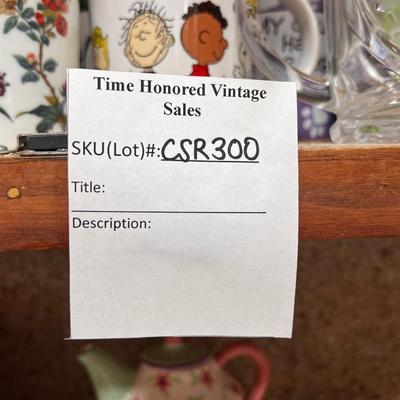 Time Honored Vintage
Sales
SKU(Lot)#: CSR300
Title:
Description: